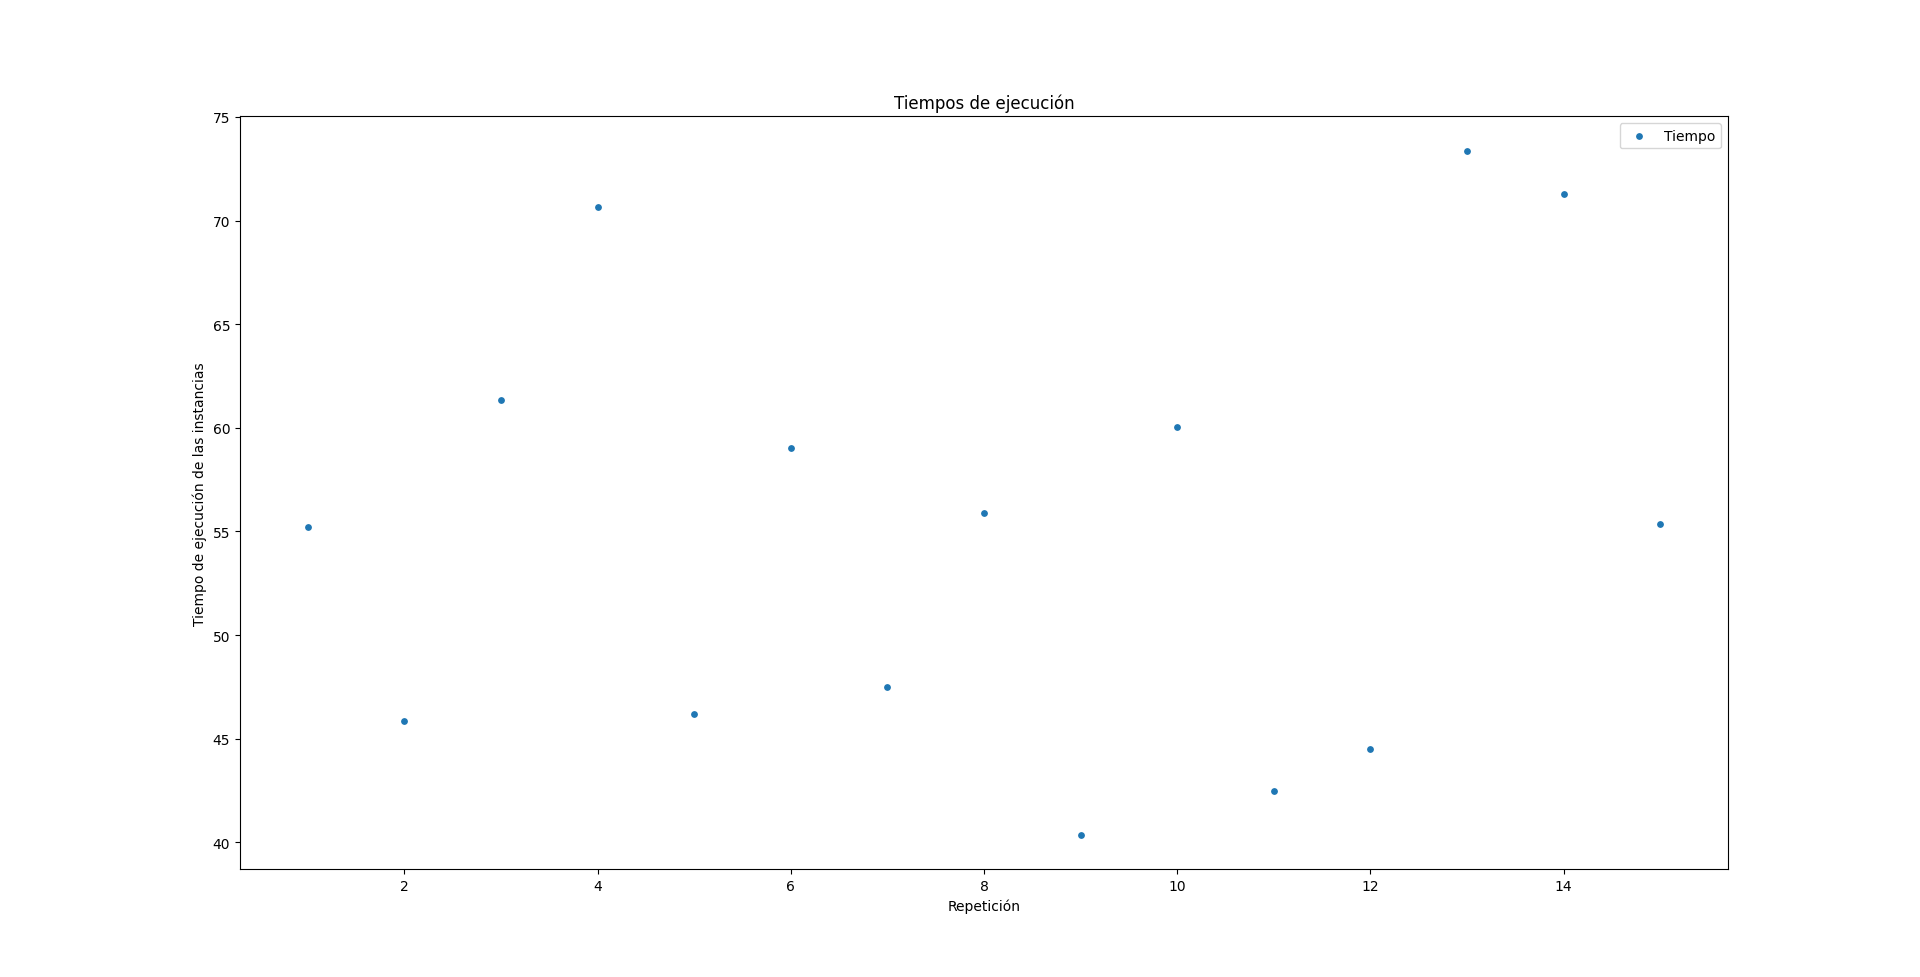 Tiempos de ejecución
Tiempo
75
70
65
60
55
50
45
40
Tiempo de ejecución de las instancias
2 4 6 8 10 12 14
Repetición